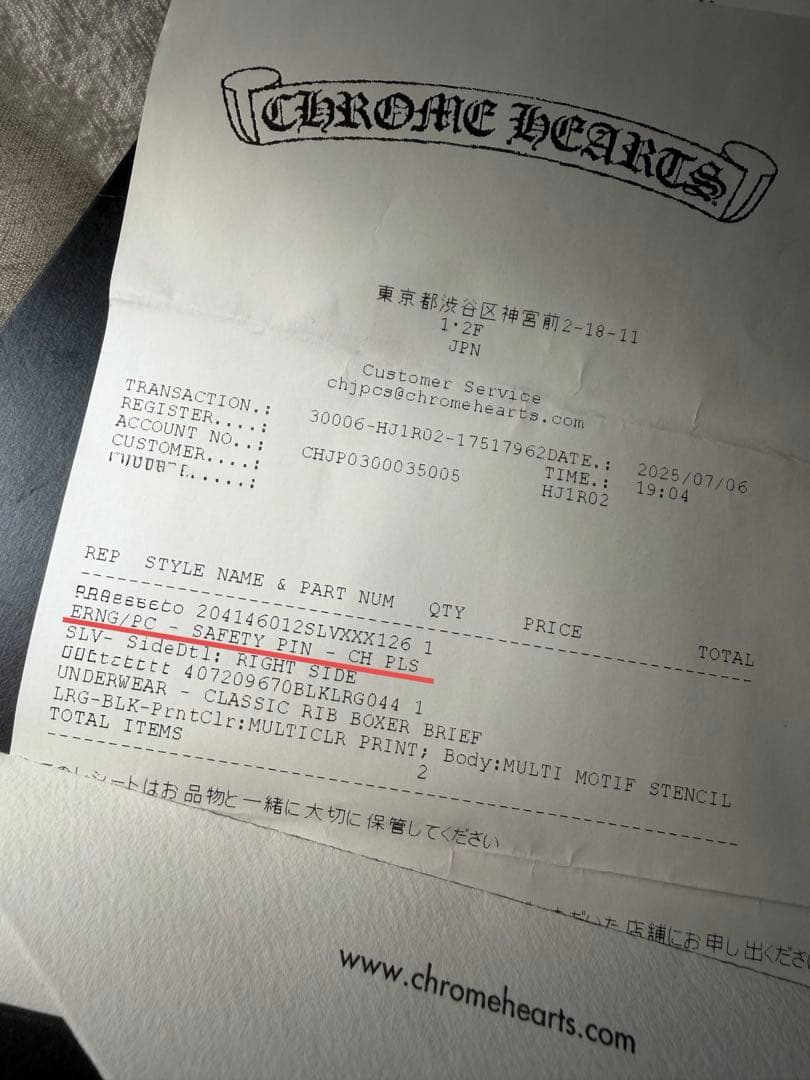 CHROME HEARTS
東京都渋谷区神宮前2-18-11
1・2F
JPN
Customer Service
chjpcs@chromehearts.com
TRANSACTION.: 30006-HJ1R02-17517962DATE.: 2025/07/06
REGISTER....: TIME.: 19:04
ACCOUNT NO..: CHJP0300035005 HJ1R02
CUSTOMER....:
REP STYLE NAME & PART NUM QTY PRICE TOTAL
204146012SLVXXX126 1
ERNG/PC - SAFETY PIN - CH PLS
SLV- SideDtl: RIGHT SIDE
407209670BLKLRG044 1
UNDERWEAR - CLASSIC RIB BOXER BRIEF
LRG-BLK-PrntClr:MULTICLR PRINT; Body:MULTI MOTIF STENCIL
TOTAL ITEMS 2
このレシートはお品物と一緒に大切に保管してください
店舗にお申し出くださ
www.chromehearts.com